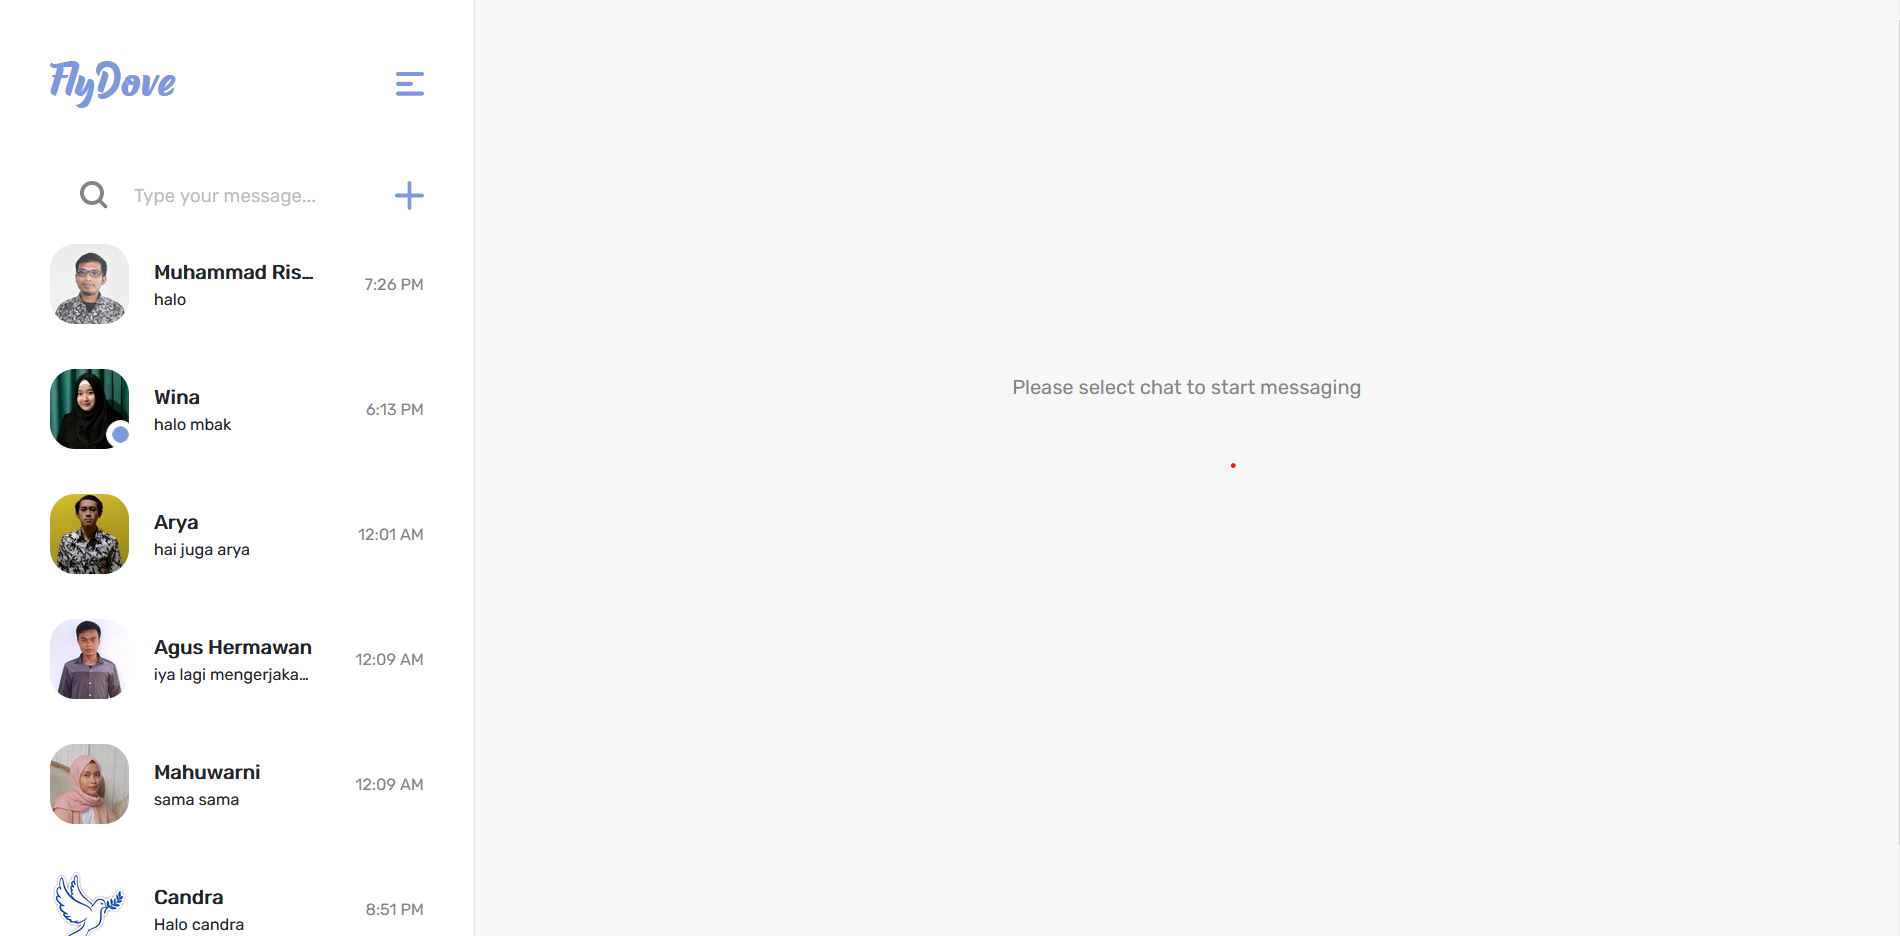 FlyDove
Type your message...
Muhammad Ris...
halo
7:26 PM
Wina
halo mbak
6:13 PM
Arya
hai juga arya
12:01 AM
Agus Hermawan
iya lagi mengerjaka...
12:09 AM
Mahuwarni
sama sama
12:09 AM
Candra
Halo candra
8:51 PM
Please select chat to start messaging